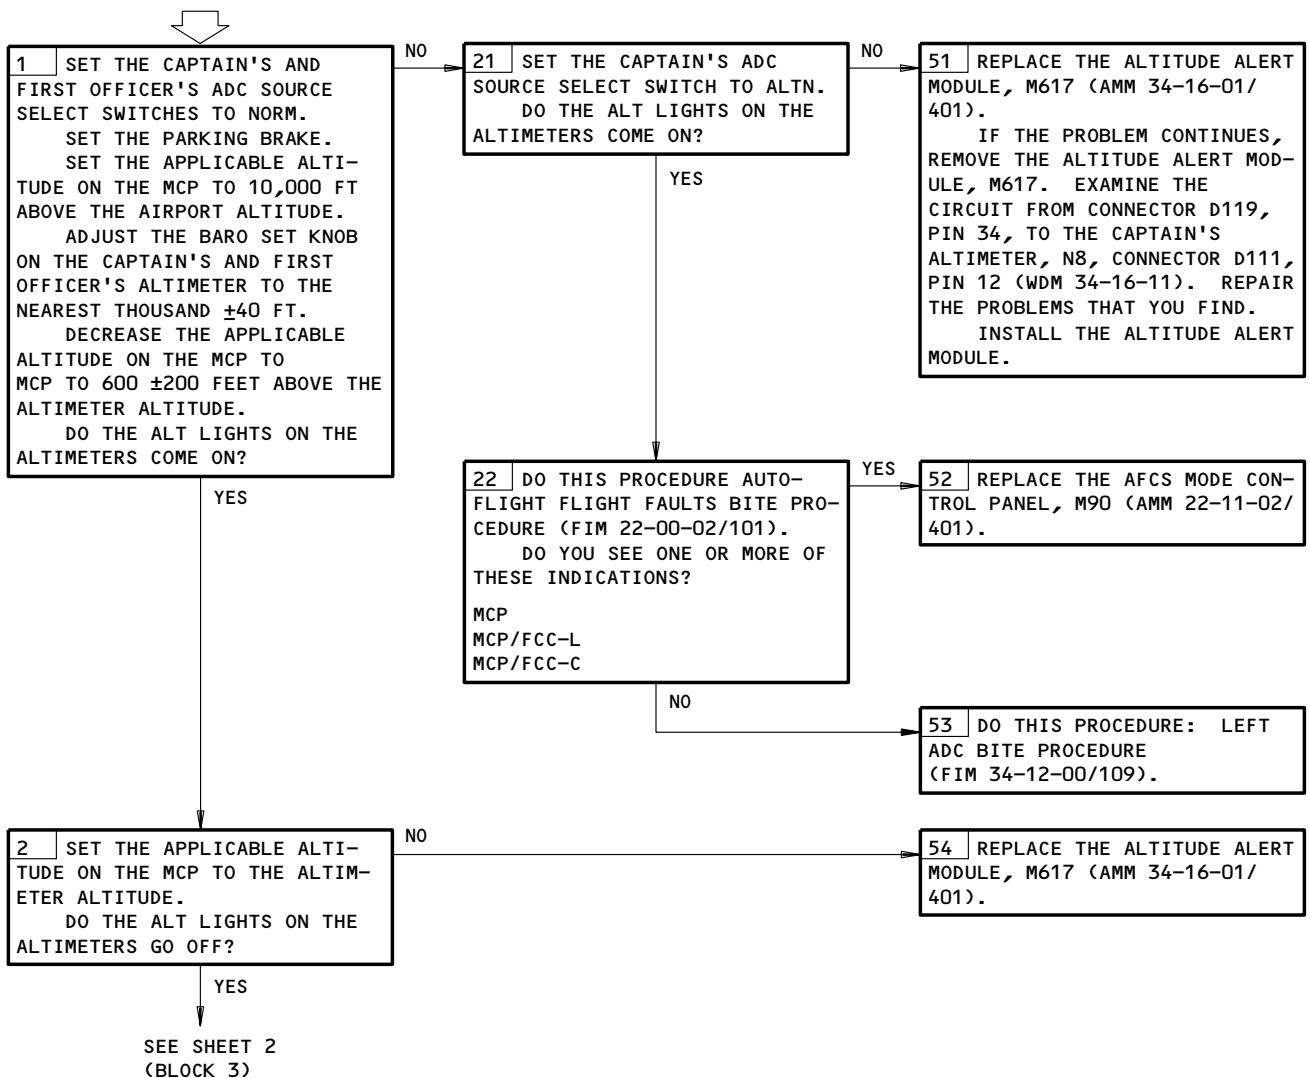 1 SET THE CAPTAIN'S AND
FIRST OFFICER'S ADC SOURCE
SELECT SWITCHES TO NORM.
SET THE PARKING BRAKE.
SET THE APPLICABLE ALTI-
TUDE ON THE MCP TO 10,000 FT
ABOVE THE AIRPORT ALTITUDE.
ADJUST THE BARO SET KNOB
ON THE CAPTAIN'S AND FIRST
OFFICER'S ALTIMETER TO THE
NEAREST THOUSAND ±40 FT.
DECREASE THE APPLICABLE
ALTITUDE ON THE MCP TO
MCP TO 600 ±200 FEET ABOVE THE
ALTIMETER ALTITUDE.
DO THE ALT LIGHTS ON THE
ALTIMETERS COME ON?
NO
21 SET THE CAPTAIN'S ADC
SOURCE SELECT SWITCH TO ALTN.
DO THE ALT LIGHTS ON THE
ALTIMETERS COME ON?
NO
51 REPLACE THE ALTITUDE ALERT
MODULE, M617 (AMM 34-16-01/
401).
IF THE PROBLEM CONTINUES,
REMOVE THE ALTITUDE ALERT MOD-
ULE, M617. EXAMINE THE
CIRCUIT FROM CONNECTOR D119,
PIN 34, TO THE CAPTAIN'S
ALTIMETER, N8, CONNECTOR D111,
PIN 12 (WDM 34-16-11). REPAIR
THE PROBLEMS THAT YOU FIND.
INSTALL THE ALTITUDE ALERT
MODULE.
YES
22 DO THIS PROCEDURE AUTO-
FLIGHT FLIGHT FAULTS BITE PRO-
CEDURE (FIM 22-00-02/101).
DO YOU SEE ONE OR MORE OF
THESE INDICATIONS?
MCP
MCP/FCC-L
MCP/FCC-C
YES
52 REPLACE THE AFCS MODE CON-
TROL PANEL, M90 (AMM 22-11-02/
401).
NO
53 DO THIS PROCEDURE: LEFT
ADC BITE PROCEDURE
(FIM 34-12-00/109).
YES
2 SET THE APPLICABLE ALTI-
TUDE ON THE MCP TO THE ALTIM-
ETER ALTITUDE.
DO THE ALT LIGHTS ON THE
ALTIMETERS GO OFF?
NO
54 REPLACE THE ALTITUDE ALERT
MODULE, M617 (AMM 34-16-01/
401).
YES
SEE SHEET 2
(BLOCK 3)